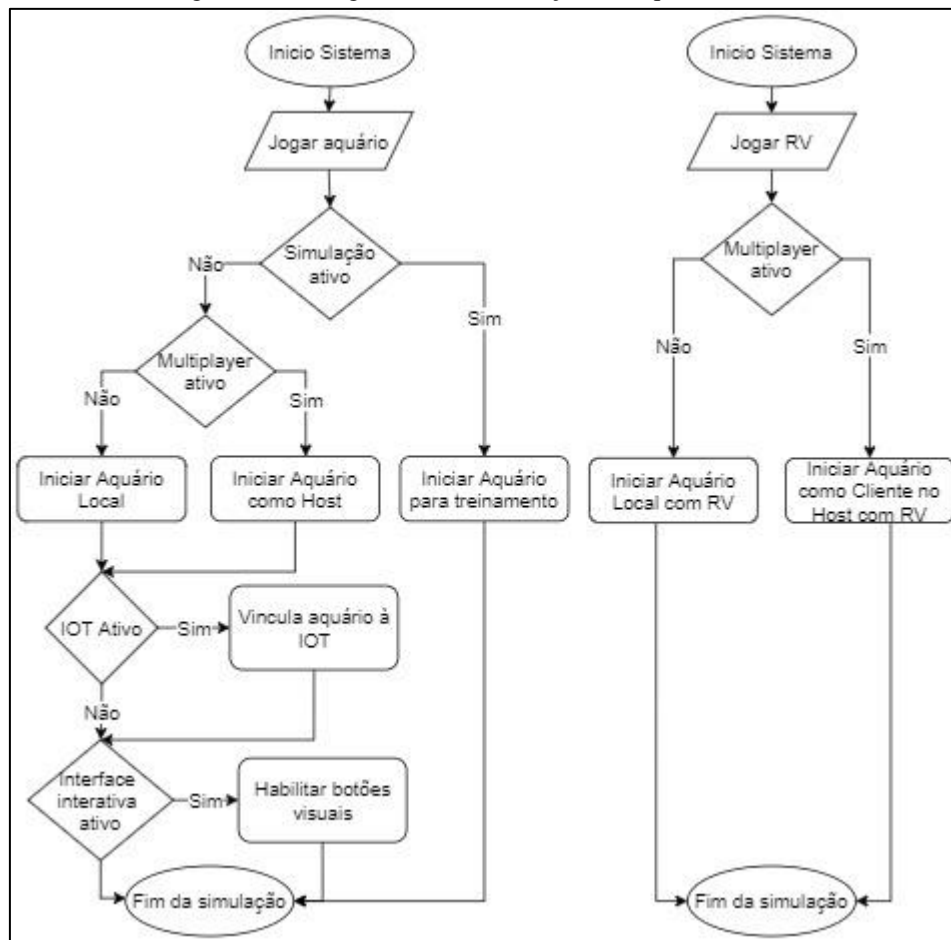 Inicio Sistema
Jogar aquário
Simulação
ativo
Não
Sim
Multiplayer
ativo
Não
Sim
Iniciar Aquário
Local
Iniciar Aquário
como Host
Iniciar Aquário
para treinamento
IOT Ativo
Sim
Vincula aquário à
IOT
Não
Interface
interativa
ativo
Sim
Habilitar botões
visuais
Fim da simulação
Inicio Sistema
Jogar RV
Multiplayer
ativo
Não
Sim
Iniciar Aquário
Local com RV
Iniciar Aquário
como Cliente no
Host com RV
Fim da simulação